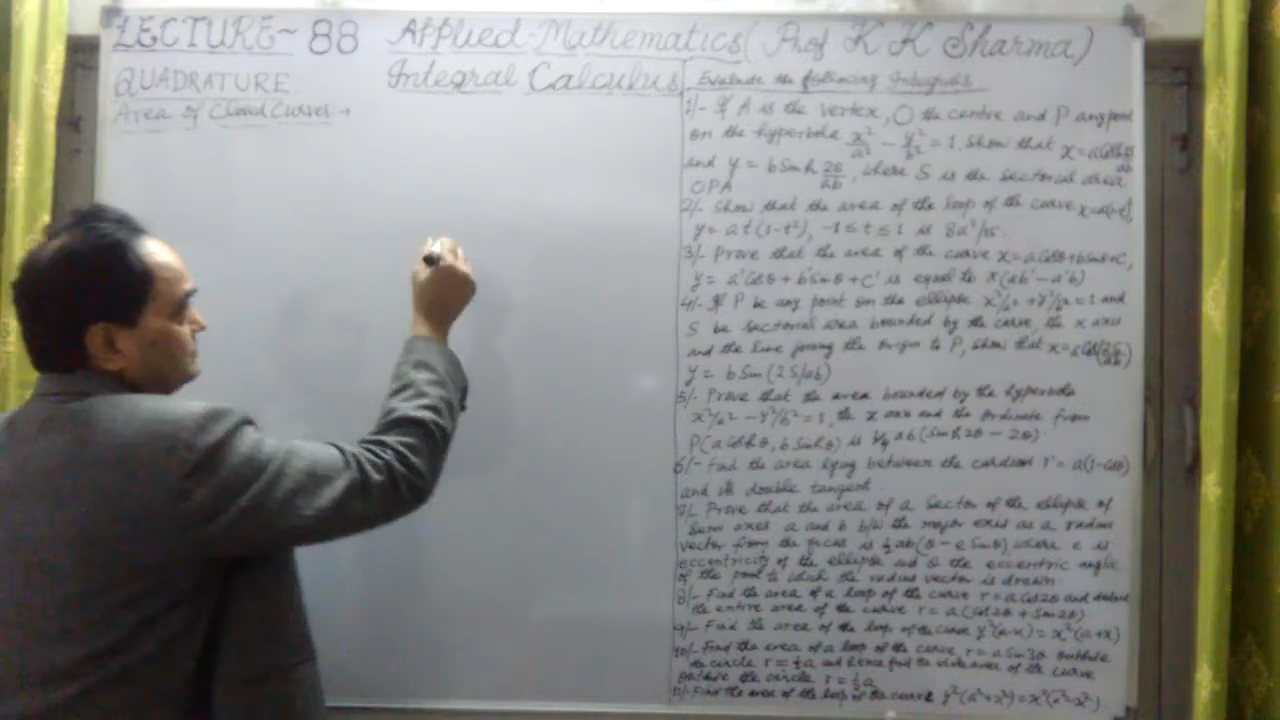 LECTURE~88 Applied Mathematics (Prof K K Sharma)
QUADRATURE Integral Calculus
Area of Closed Curves →
Evaluate the following Integrals
1/- If A is the vertex, O the centre and P any point
on the hyperbola x²/a² - y²/b² = 1. Show that x = a Cosh 2S/ab
and y = b Sinh 2S/ab, where S is the sectorial area
OPA
2/- Show that the area of the loop of the curve
y = at(1-t²), -1 ≤ t ≤ 1 is 8a²/15.
3/- Prove that the area of the curve x = a Cosθ + b Sinθ + C,
y = a' Cosθ + b' Sinθ + C' is equal to π(ab' - a'b)
4/- If P be any point on the ellipse x²/a² + y²/b² = 1 and
S be sectorial area bounded by the curve, the x axis
and the line joining the origin to P, show that x = a Cos(2S/ab)
y = b Sin (2S/ab)
5/- Prove that the area bounded by the hyperbola
x²/a² - y²/b² = 1, the x axis and the ordinate from
P(a Coshθ, b Sinhθ) is 1/4 ab (Sinh 2θ - 2θ).
6/- Find the area lying between the cardioid r = a(1-Cosθ)
and its double tangent
7/- Prove that the area of a sector of the ellipse of
semi axes a and b b/w the major axis as a radius
vector from the focus is ½ab(θ - e Sinθ), where e is
eccentricity of the ellipse and θ the eccentric angle
of the point to which the radius vector is drawn
8/- Find the area of a loop of the curve r = a Cos2θ and deduce
the entire area of the curve r = a (Cos2θ + Sin2θ)
9/- Find the area of the loop of the curve y²(a-x) = x²(a+x)
10/- Find the area of a loop of the curve r = a Sin3θ outside
the circle r = ½a and hence find the area of the curve
outside the circle r = ½a
11/- Find the area of the loop of the curve y²(a²+x²) = x²(a²-x²)